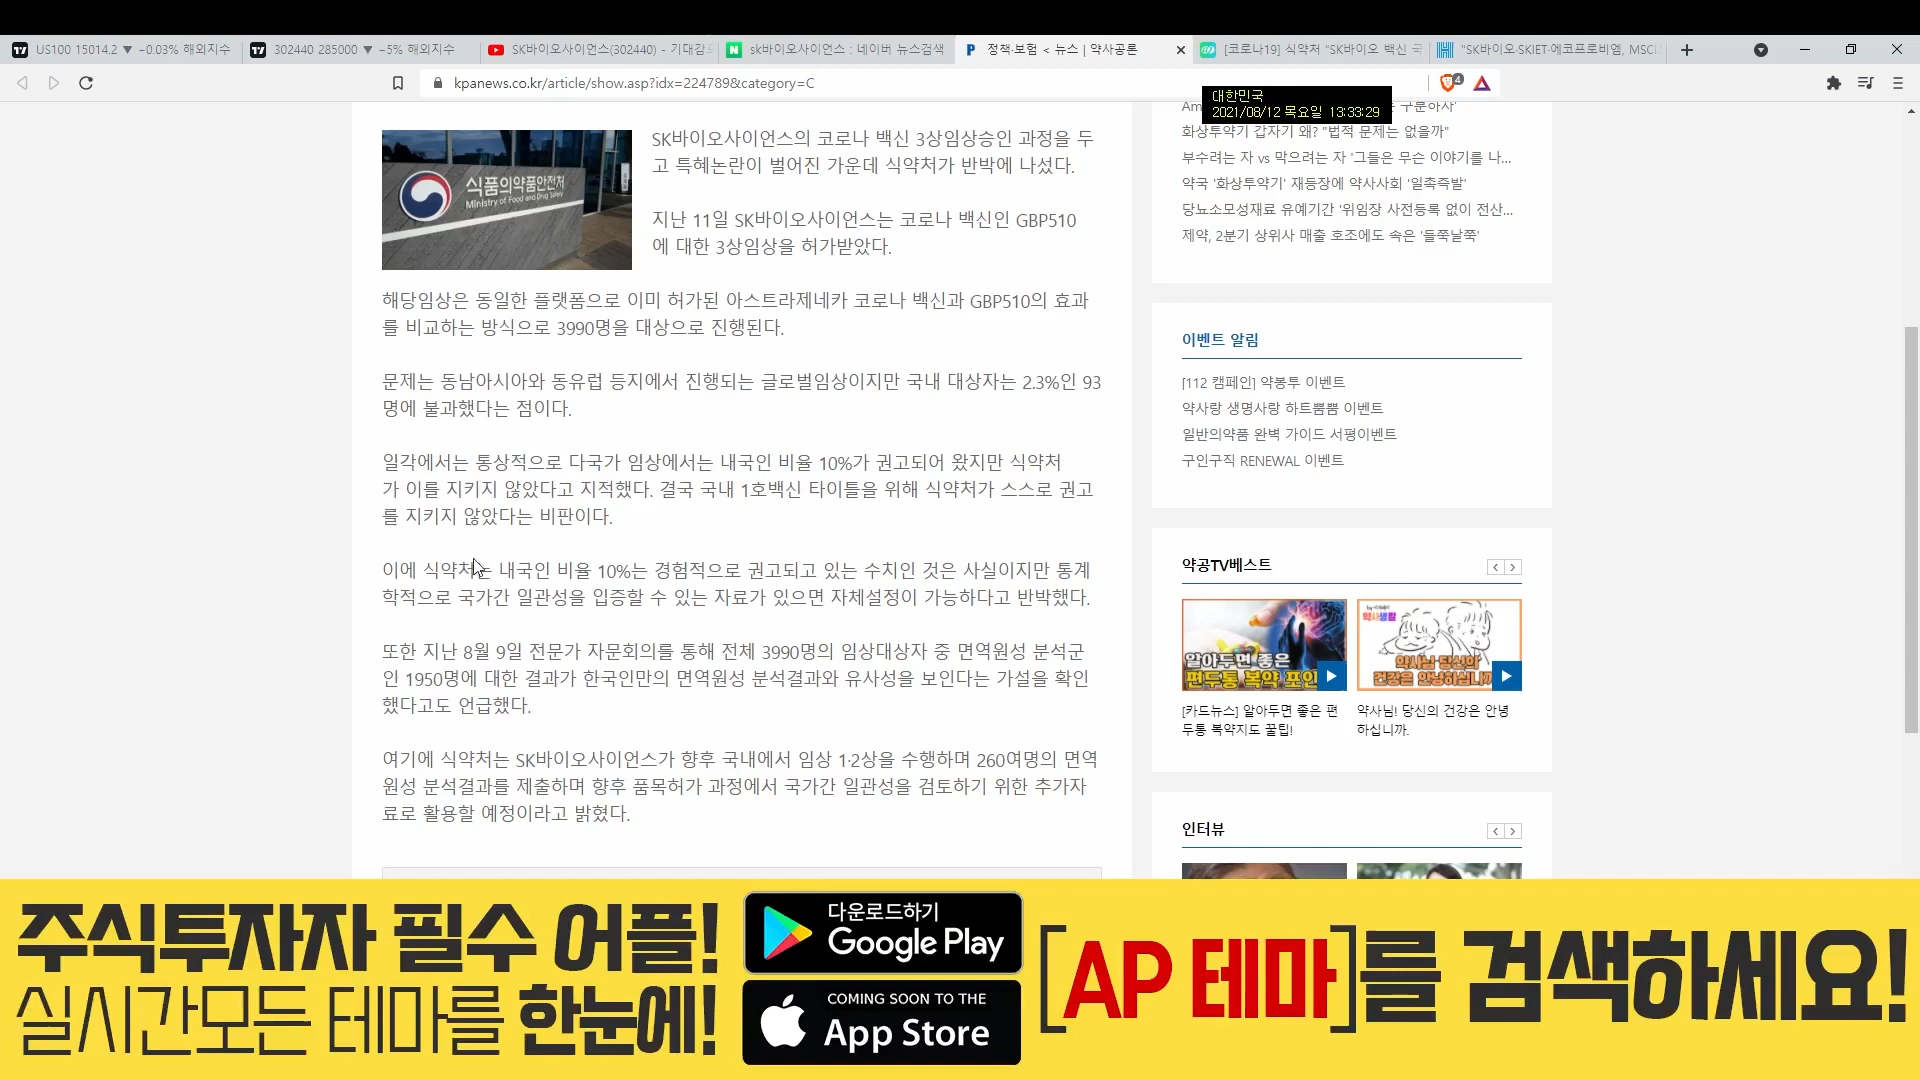 US100 15014.2 ▼ −0.03% 해외지수
302440 285000 ▼ −5% 해외지수
SK바이오사이언스(302440) - 기대감
sk바이오사이언스 : 네이버 뉴스검색
정책·보험 < 뉴스 | 약사공론
[코로나19] 식약처 "SK바이오 백신 국
"SK바이오·SKIET·에코프로비엠, MSCI
kpanews.co.kr/article/show.asp?idx=224789&category=C
4
대한민국
2021/08/12 목요일 13:33:29
SK바이오사이언스의 코로나 백신 3상임상승인 과정을 두
고 특혜논란이 벌어진 가운데 식약처가 반박에 나섰다.
식품의약품안전처
Ministry of Food and Drug Safety
지난 11일 SK바이오사이언스는 코로나 백신인 GBP510
에 대한 3상임상을 허가받았다.
해당임상은 동일한 플랫폼으로 이미 허가된 아스트라제네카 코로나 백신과 GBP510의 효과
를 비교하는 방식으로 3990명을 대상으로 진행된다.
문제는 동남아시아와 동유럽 등지에서 진행되는 글로벌임상이지만 국내 대상자는 2.3%인 93
명에 불과했다는 점이다.
일각에서는 통상적으로 다국가 임상에서는 내국인 비율 10%가 권고되어 왔지만 식약처
가 이를 지키지 않았다고 지적했다. 결국 국내 1호백신 타이틀을 위해 식약처가 스스로 권고
를 지키지 않았다는 비판이다.
이에 식약처는 내국인 비율 10%는 경험적으로 권고되고 있는 수치인 것은 사실이지만 통계
학적으로 국가간 일관성을 입증할 수 있는 자료가 있으면 자체설정이 가능하다고 반박했다.
또한 지난 8월 9일 전문가 자문회의를 통해 전체 3990명의 임상대상자 중 면역원성 분석군
인 1950명에 대한 결과가 한국인만의 면역원성 분석결과와 유사성을 보인다는 가설을 확인
했다고도 언급했다.
여기에 식약처는 SK바이오사이언스가 향후 국내에서 임상 1·2상을 수행하며 260여명의 면역
원성 분석결과를 제출하며 향후 품목허가 과정에서 국가간 일관성을 검토하기 위한 추가자
료로 활용할 예정이라고 밝혔다.
구분하자'
화상투약기 갑자기 왜? "법적 문제는 없을까"
부수려는 자 vs 막으려는 자 '그들은 무슨 이야기를 나...
약국 '화상투약기' 재등장에 약사사회 '일촉즉발'
당뇨소모성재료 유예기간 '위임장 사전등록 없이 전산...
제약, 2분기 상위사 매출 호조에도 속은 '들쭉날쭉'
이벤트 알림
[112 캠페인] 약봉투 이벤트
약사랑 생명사랑 하트뿜뿜 이벤트
일반의약품 완벽 가이드 서평이벤트
구인구직 RENEWAL 이벤트
약공TV베스트
알아두면 좋은
편두통 복약 포인
약사생활
약사님 당신의
건강은 안녕하십니까
[카드뉴스] 알아두면 좋은 편
두통 복약지도 꿀팁!
약사님! 당신의 건강은 안녕
하십니까.
인터뷰
주식투자자 필수 어플!
실시간모든 테마를 한눈에!
다운로드하기
Google Play
COMING SOON TO THE
App Store
[AP 테마]를 검색하세요!